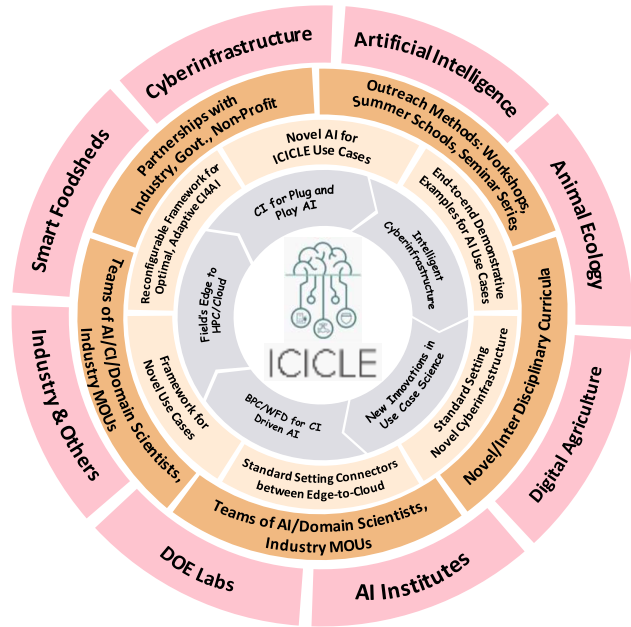 Cyberinfrastructure
Artificial Intelligence
Animal Ecology
Digital Agriculture
AI Institutes
DOE Labs
Industry & Others
Smart Foodsheds
Partnerships with
Industry, Govt., Non-Profit
Outreach Methods: Workshops,
Summer Schools, Seminar Series
Novel/Inter Disciplinary Curricula
Teams of AI/Domain Scientists,
Industry MOUs
Teams of AI/CI/Domain Scientists,
Industry MOUs
Novel AI for
ICICLE Use Cases
End-to-end Demonstrative
Examples for AI Use Cases
Standard Setting
Novel Cyberinfrastructure
Standard Setting Connectors
between Edge-to-Cloud
Framework for
Novel Use Cases
Reconfigurable Framework for
Optimal, Adaptive CI4AI
CI for Plug and
Play AI
Intelligent
Cyberinfrastructure
New Innovations in
Use Case Science
BPC/WFD for CI
Driven AI
Field's Edge to
HPC/Cloud
ICICLE